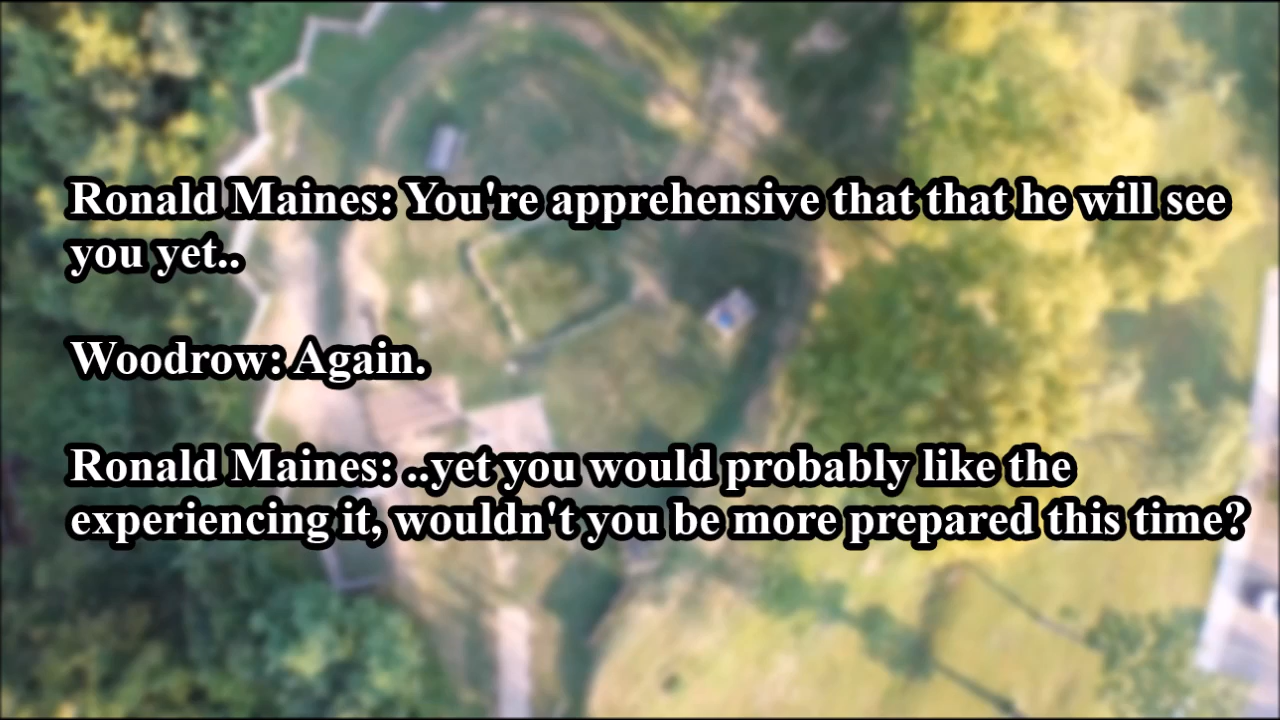 Ronald Maines: You're apprehensive that that he will see
you yet..
Woodrow: Again.
Ronald Maines: ..yet you would probably like the
experiencing it, wouldn't you be more prepared this time?